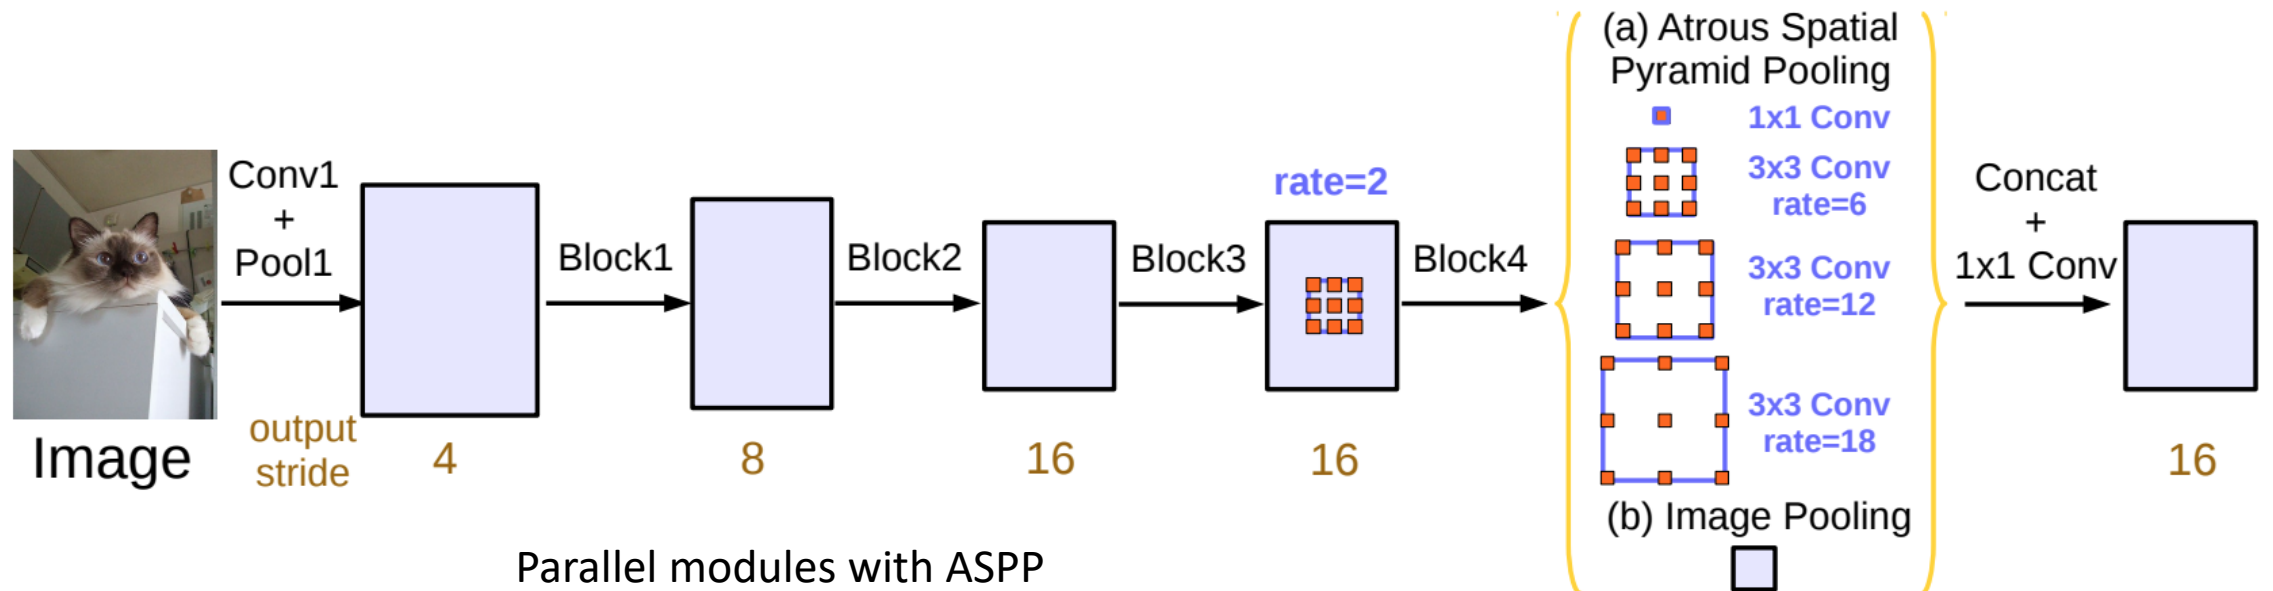 Image
Conv1
+
Pool1
output
stride
4
Block1
8
Block2
16
Block3
rate=2
16
Block4
(a) Atrous Spatial
Pyramid Pooling
1x1 Conv
3x3 Conv
rate=6
3x3 Conv
rate=12
3x3 Conv
rate=18
(b) Image Pooling
Concat
+
1x1 Conv
16
Parallel modules with ASPP